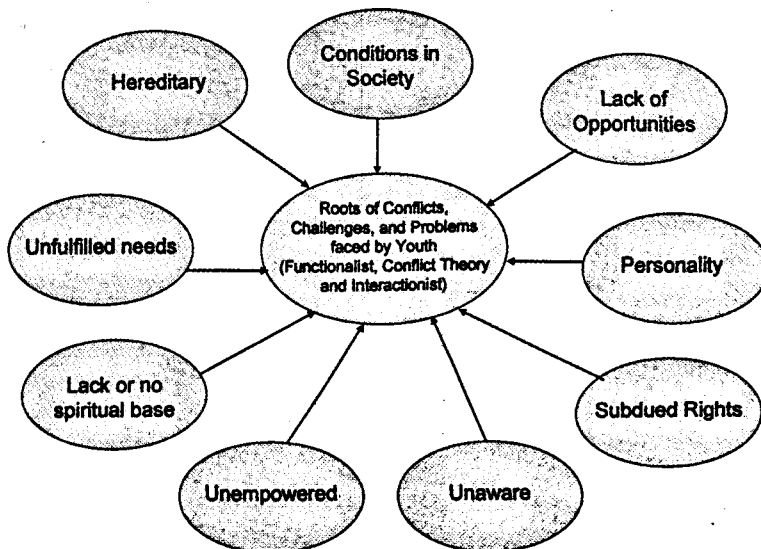 Conditions in
Society
Hereditary
Lack of
Opportunities
Roots of Conflicts,
Challenges, and Problems
faced by Youth
(Functionalist, Conflict Theory
and Interactionist)
Unfulfilled needs
Personality
Lack or no
spiritual base
Subdued Rights
Unempowered
Unaware